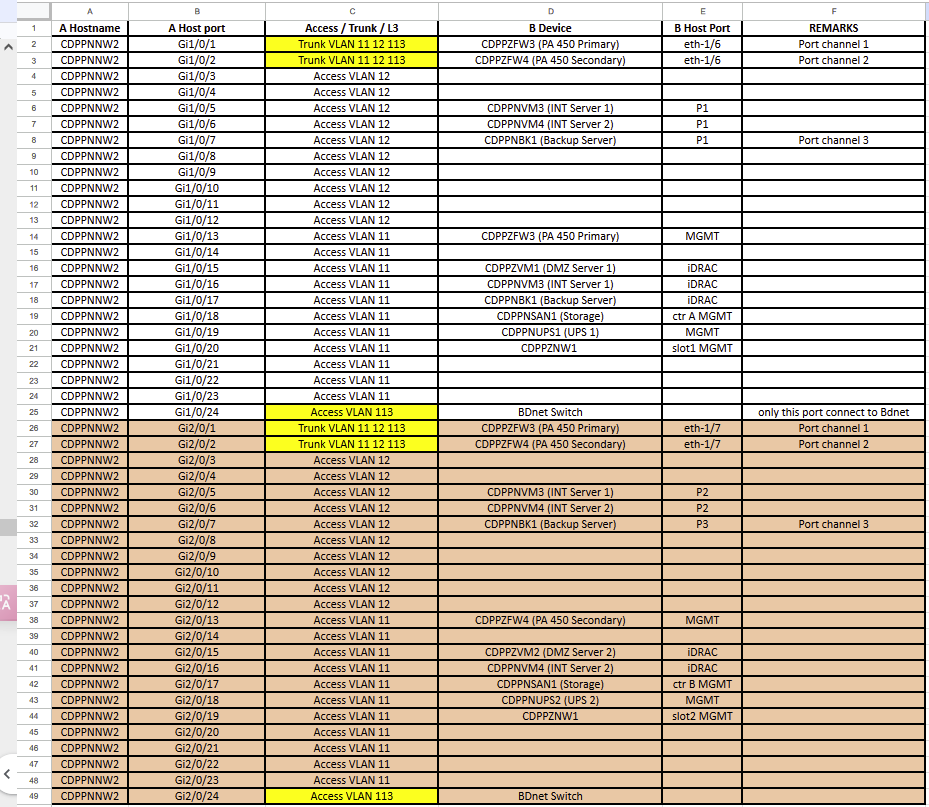 A B C D E F
1 A Hostname A Host port Access / Trunk / L3 B Device B Host Port REMARKS
2 CDPPNNW2 Gi1/0/1 Trunk VLAN 11 12 113 CDPPZFW3 (PA 450 Primary) eth-1/6 Port channel 1
3 CDPPNNW2 Gi1/0/2 Trunk VLAN 11 12 113 CDPPZFW4 (PA 450 Secondary) eth-1/6 Port channel 2
4 CDPPNNW2 Gi1/0/3 Access VLAN 12
5 CDPPNNW2 Gi1/0/4 Access VLAN 12
6 CDPPNNW2 Gi1/0/5 Access VLAN 12 CDPPNVM3 (INT Server 1) P1
7 CDPPNNW2 Gi1/0/6 Access VLAN 12 CDPPNVM4 (INT Server 2) P1
8 CDPPNNW2 Gi1/0/7 Access VLAN 12 CDPPNBK1 (Backup Server) P1 Port channel 3
9 CDPPNNW2 Gi1/0/8 Access VLAN 12
10 CDPPNNW2 Gi1/0/9 Access VLAN 12
11 CDPPNNW2 Gi1/0/10 Access VLAN 12
12 CDPPNNW2 Gi1/0/11 Access VLAN 12
13 CDPPNNW2 Gi1/0/12 Access VLAN 12
14 CDPPNNW2 Gi1/0/13 Access VLAN 11 CDPPZFW3 (PA 450 Primary) MGMT
15 CDPPNNW2 Gi1/0/14 Access VLAN 11
16 CDPPNNW2 Gi1/0/15 Access VLAN 11 CDPPZVM1 (DMZ Server 1) iDRAC
17 CDPPNNW2 Gi1/0/16 Access VLAN 11 CDPPNVM3 (INT Server 1) iDRAC
18 CDPPNNW2 Gi1/0/17 Access VLAN 11 CDPPNBK1 (Backup Server) iDRAC
19 CDPPNNW2 Gi1/0/18 Access VLAN 11 CDPPNSAN1 (Storage) ctr A MGMT
20 CDPPNNW2 Gi1/0/19 Access VLAN 11 CDPPNUPS1 (UPS 1) MGMT
21 CDPPNNW2 Gi1/0/20 Access VLAN 11 CDPPZNW1 slot1 MGMT
22 CDPPNNW2 Gi1/0/21 Access VLAN 11
23 CDPPNNW2 Gi1/0/22 Access VLAN 11
24 CDPPNNW2 Gi1/0/23 Access VLAN 11
25 CDPPNNW2 Gi1/0/24 Access VLAN 113 BDnet Switch only this port connect to Bdnet
26 CDPPNNW2 Gi2/0/1 Trunk VLAN 11 12 113 CDPPZFW3 (PA 450 Primary) eth-1/7 Port channel 1
27 CDPPNNW2 Gi2/0/2 Trunk VLAN 11 12 113 CDPPZFW4 (PA 450 Secondary) eth-1/7 Port channel 2
28 CDPPNNW2 Gi2/0/3 Access VLAN 12
29 CDPPNNW2 Gi2/0/4 Access VLAN 12
30 CDPPNNW2 Gi2/0/5 Access VLAN 12 CDPPNVM3 (INT Server 1) P2
31 CDPPNNW2 Gi2/0/6 Access VLAN 12 CDPPNVM4 (INT Server 2) P2
32 CDPPNNW2 Gi2/0/7 Access VLAN 12 CDPPNBK1 (Backup Server) P3 Port channel 3
33 CDPPNNW2 Gi2/0/8 Access VLAN 12
34 CDPPNNW2 Gi2/0/9 Access VLAN 12
35 CDPPNNW2 Gi2/0/10 Access VLAN 12
36 CDPPNNW2 Gi2/0/11 Access VLAN 12
37 CDPPNNW2 Gi2/0/12 Access VLAN 12
38 CDPPNNW2 Gi2/0/13 Access VLAN 11 CDPPZFW4 (PA 450 Secondary) MGMT
39 CDPPNNW2 Gi2/0/14 Access VLAN 11
40 CDPPNNW2 Gi2/0/15 Access VLAN 11 CDPPZVM2 (DMZ Server 2) iDRAC
41 CDPPNNW2 Gi2/0/16 Access VLAN 11 CDPPNVM4 (INT Server 2) iDRAC
42 CDPPNNW2 Gi2/0/17 Access VLAN 11 CDPPNSAN1 (Storage) ctr B MGMT
43 CDPPNNW2 Gi2/0/18 Access VLAN 11 CDPPNUPS2 (UPS 2) MGMT
44 CDPPNNW2 Gi2/0/19 Access VLAN 11 CDPPZNW1 slot2 MGMT
45 CDPPNNW2 Gi2/0/20 Access VLAN 11
46 CDPPNNW2 Gi2/0/21 Access VLAN 11
47 CDPPNNW2 Gi2/0/22 Access VLAN 11
48 CDPPNNW2 Gi2/0/23 Access VLAN 11
49 CDPPNNW2 Gi2/0/24 Access VLAN 113 BDnet Switch